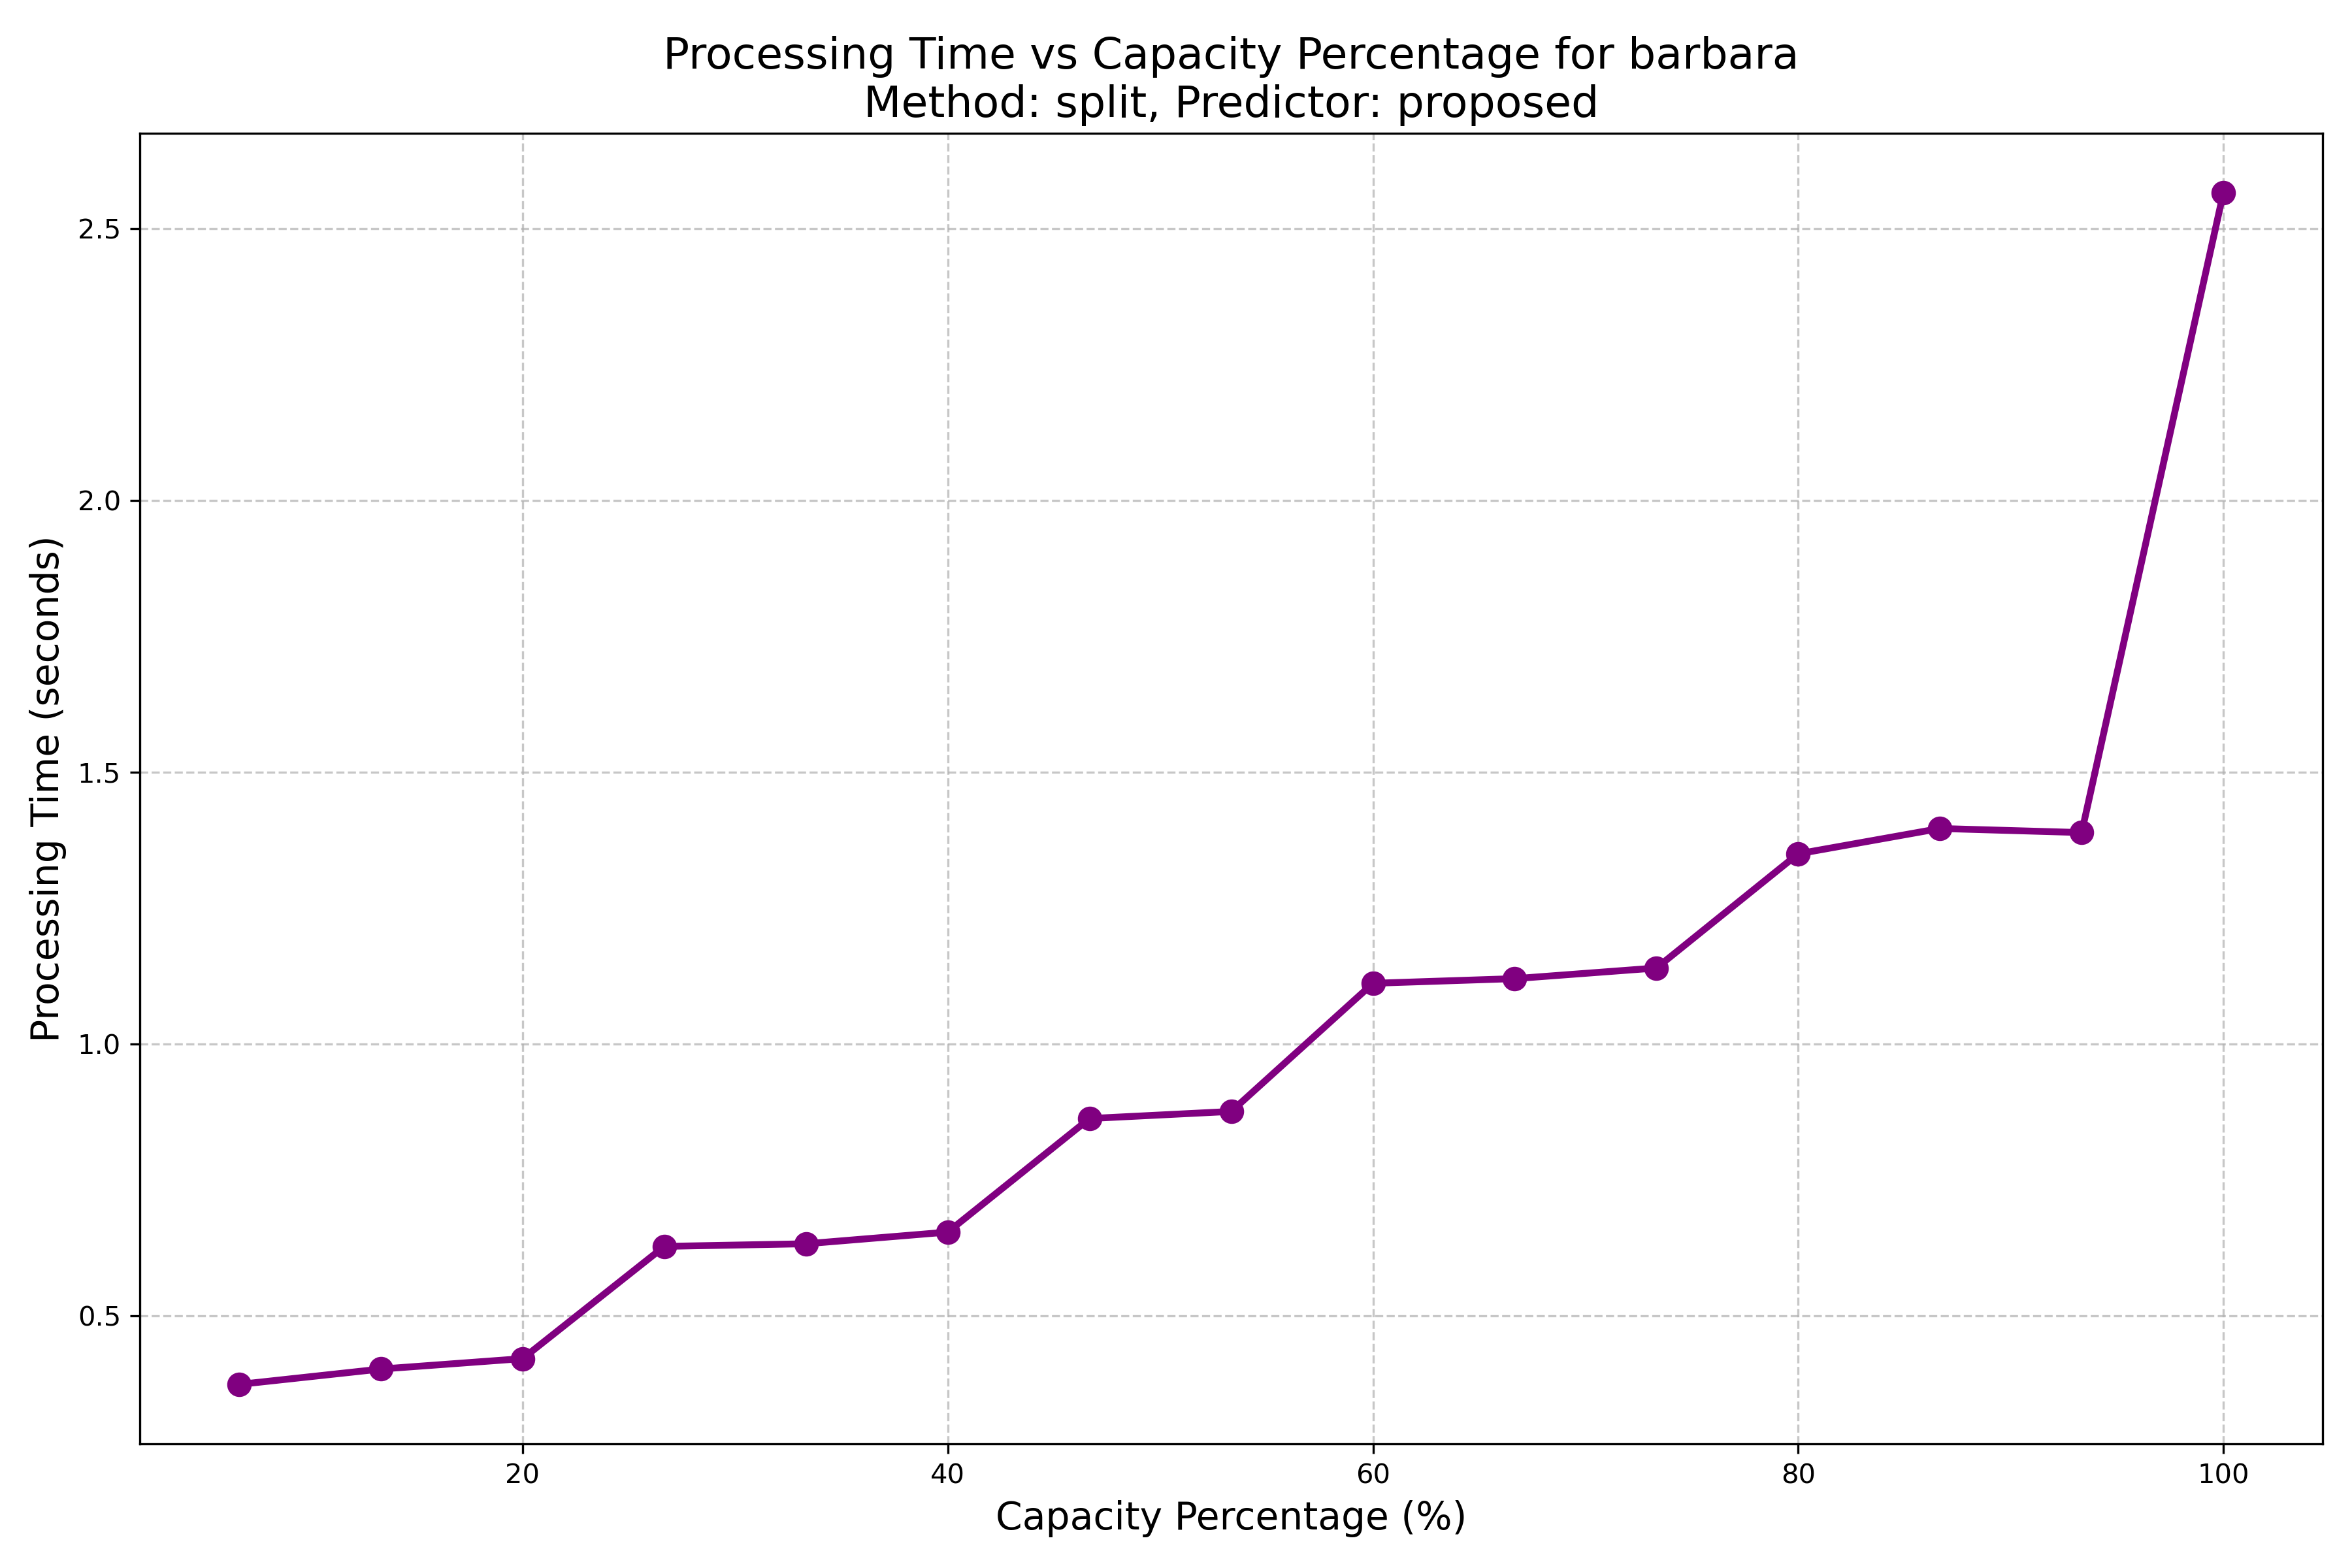 Processing Time vs Capacity Percentage for barbara
Method: split, Predictor: proposed
Processing Time (seconds)
2.5
2.0
1.5
1.0
0.5
20
40
60
80
100
Capacity Percentage (%)